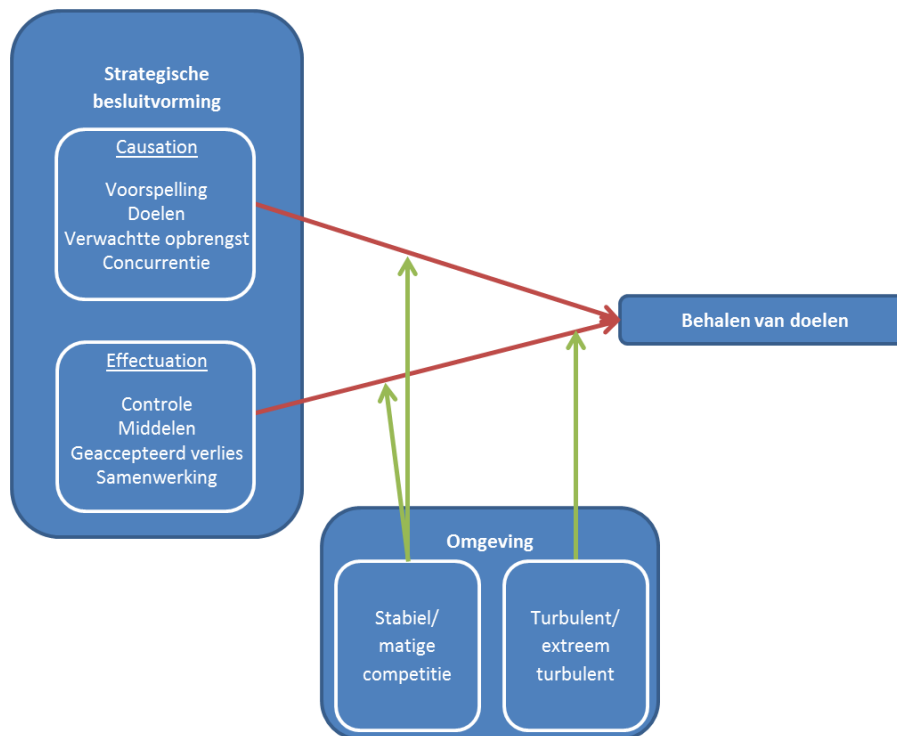 Strategische
besluitvorming
Causation
Voorspelling
Doelen
Verwachtte opbrengst
Concurrentie
Effectuation
Controle
Middelen
Geaccepteerd verlies
Samenwerking
Behalen van doelen
Omgeving
Stabiel/
matige
competitie
Turbulent/
extreem
turbulent